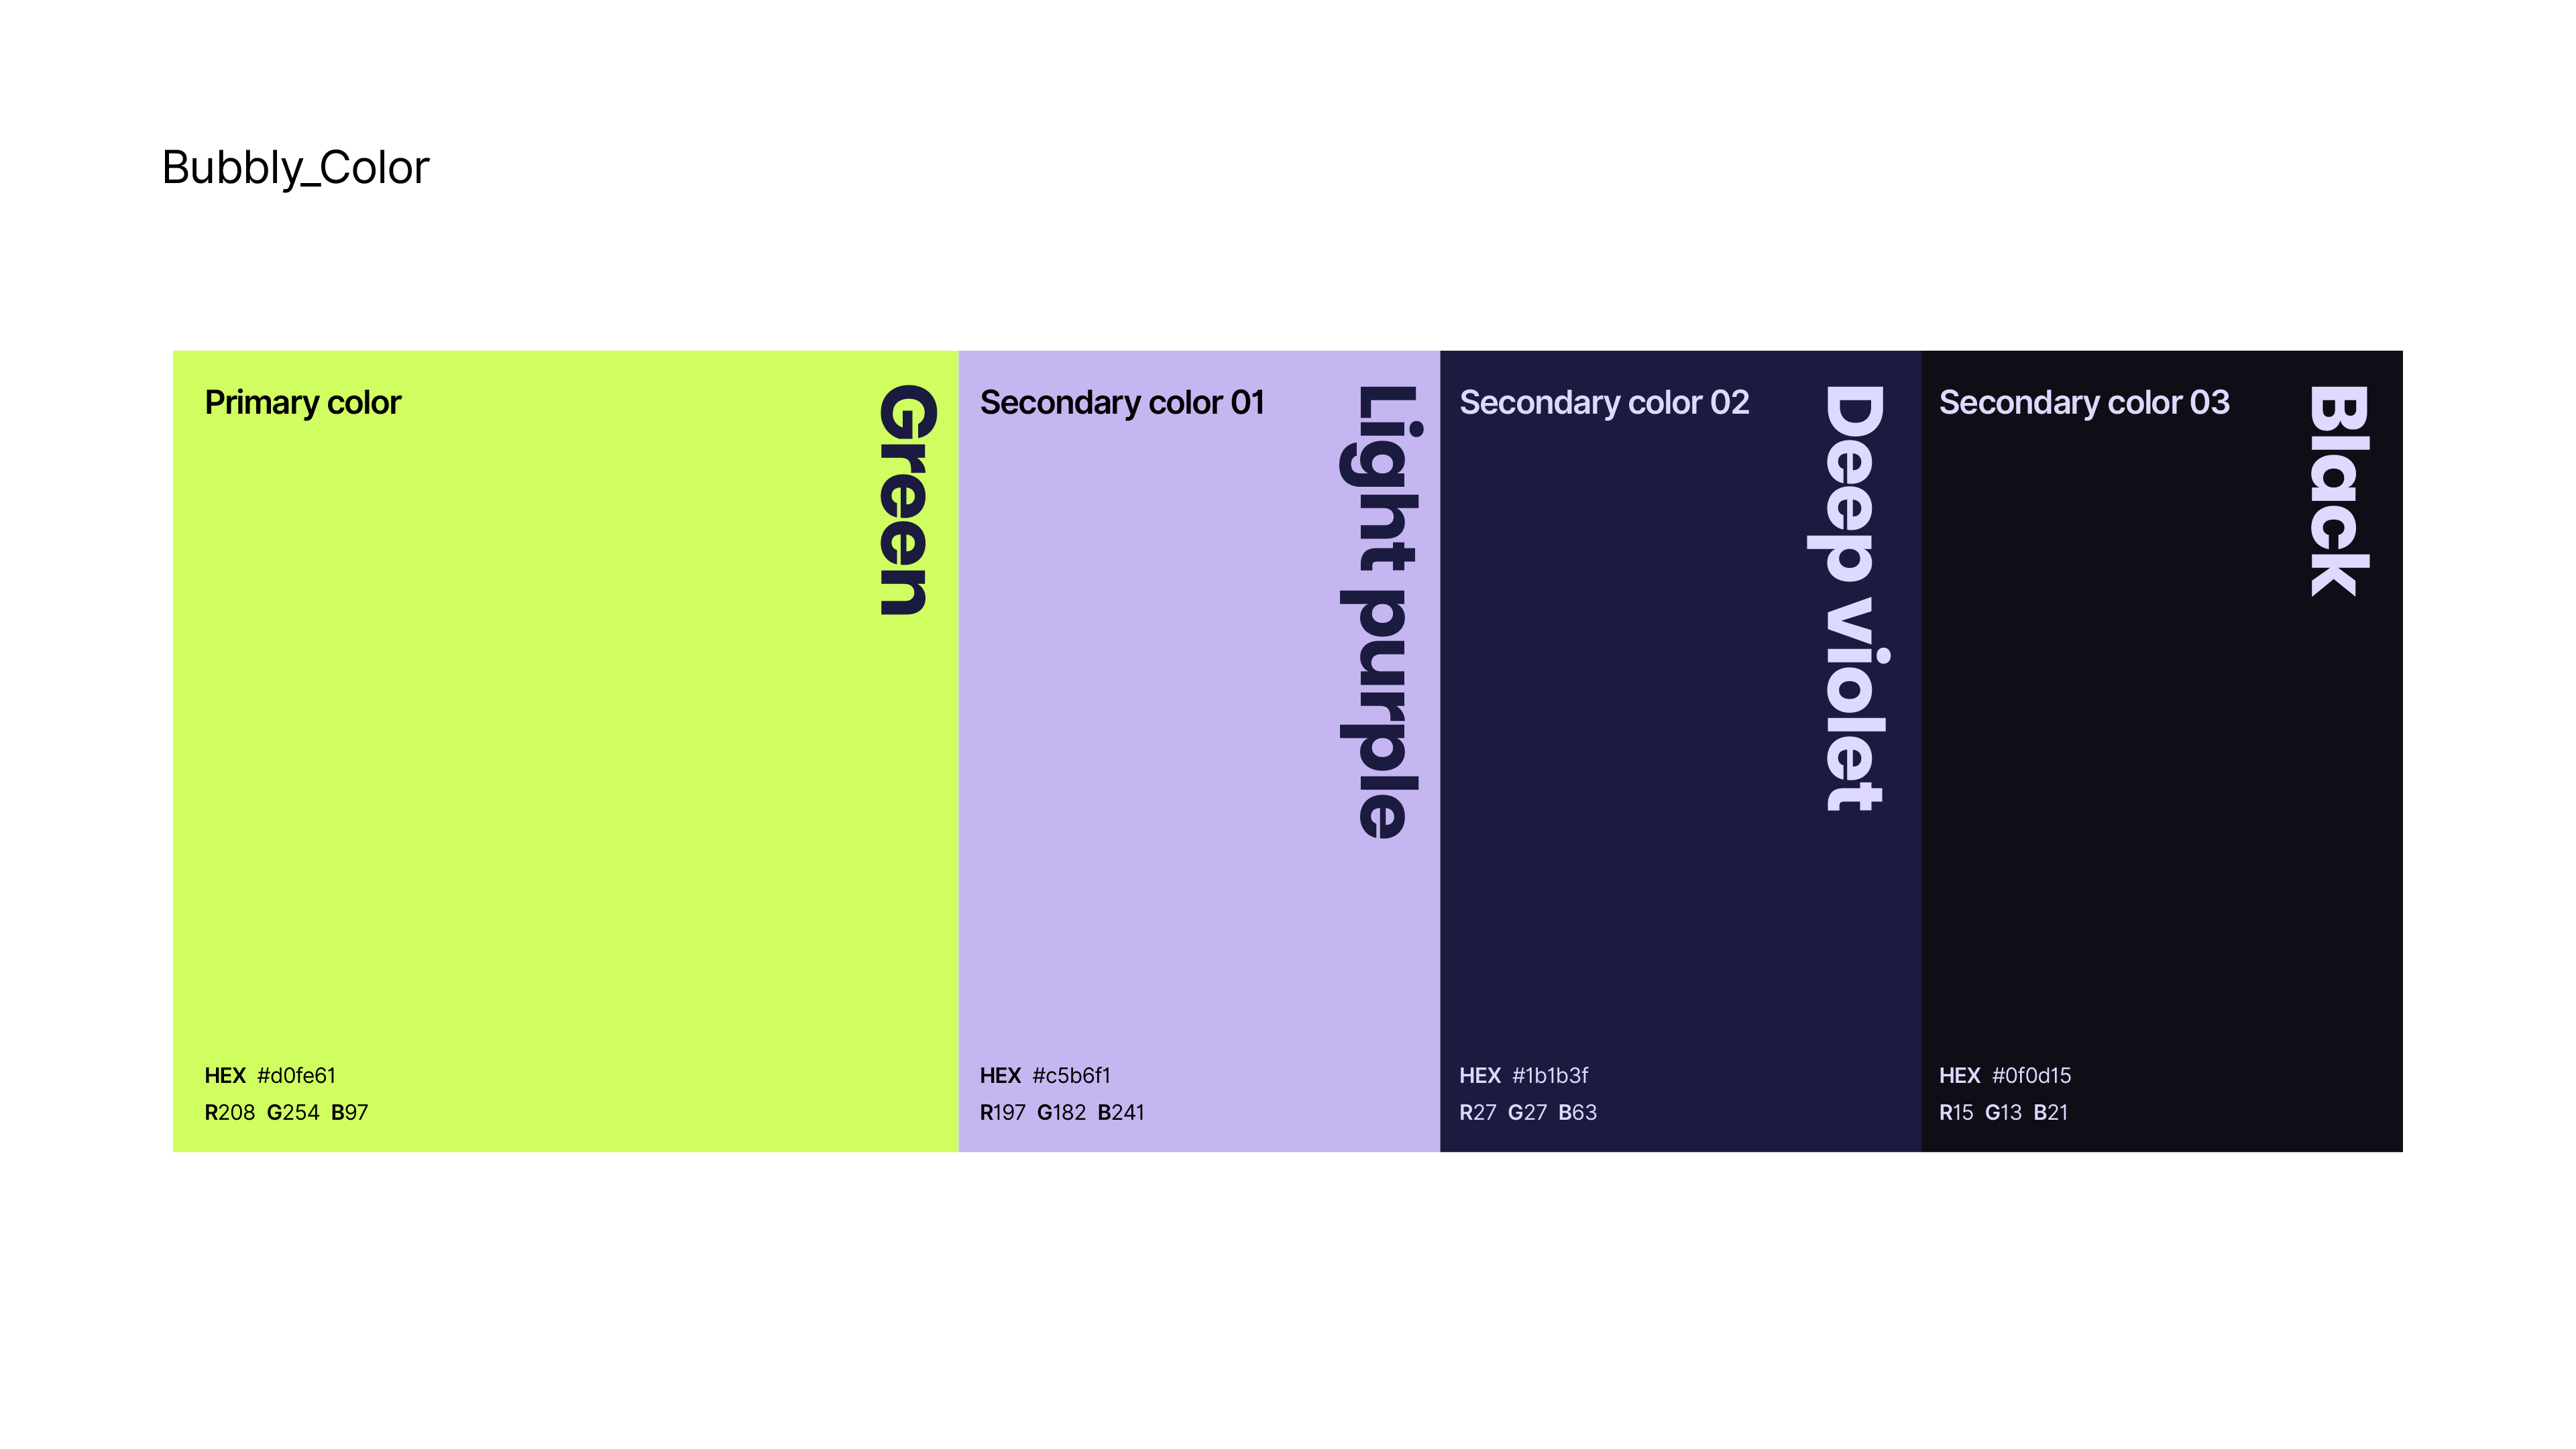 Bubbly_Color
Primary color
Green
HEX #d0fe61
R208 G254 B97
Secondary color 01
Light purple
HEX #c5b6f1
R197 G182 B241
Secondary color 02
Deep violet
HEX #1b1b3f
R27 G27 B63
Secondary color 03
Black
HEX #0f0d15
R15 G13 B21